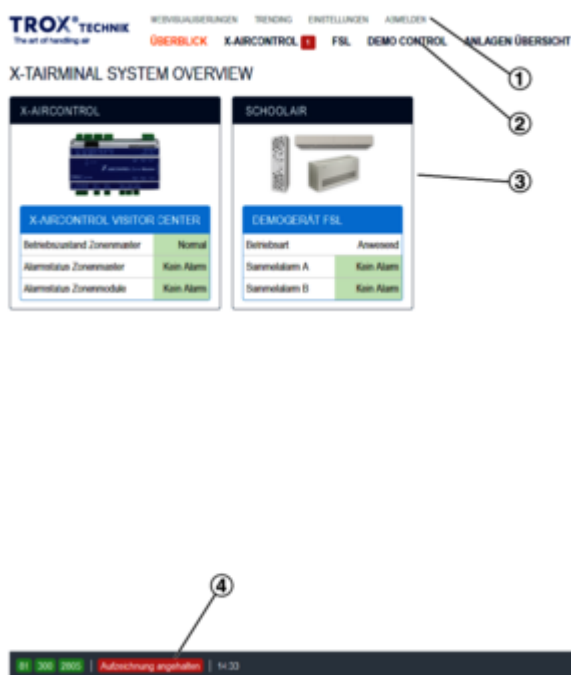 TROX® TECHNIK
The art of handling air
WEBVISUALISIERUNGEN TRENDING EINSTELLUNGEN ABMELDEN
ÜBERBLICK X-AIRCONTROL 1 FSL DEMO CONTROL ANLAGEN ÜBERSICHT
X-TAIRMINAL SYSTEM OVERVIEW
1
2
3
X-AIRCONTROL
X-AIRCONTROL VISITOR CENTER
Betriebszustand Zonenmaster Normal
Alarmstatus Zonenmaster Kein Alarm
Alarmstatus Zonenmodule Kein Alarm
SCHOOLAIR
DEMOGERÄT FSL
Betriebsart Anwesend
Sammelalarm A Kein Alarm
Sammelalarm B Kein Alarm
4
81 300 2805 | Aufzeichnung angehalten | 14:33